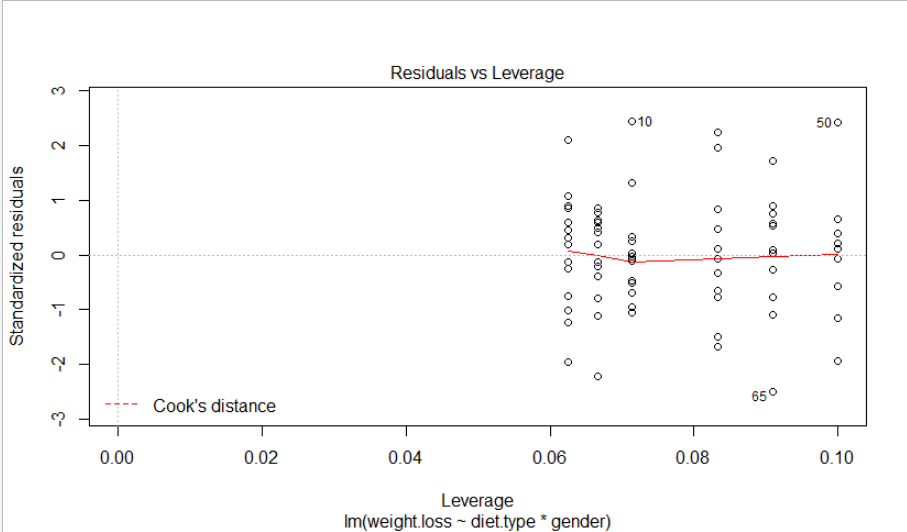 Residuals vs Leverage
Standardized residuals
3
2
1
0
-1
-2
-3
10
50
65
Cook's distance
0.00 0.02 0.04 0.06 0.08 0.10
Leverage
lm(weight.loss ~ diet.type * gender)